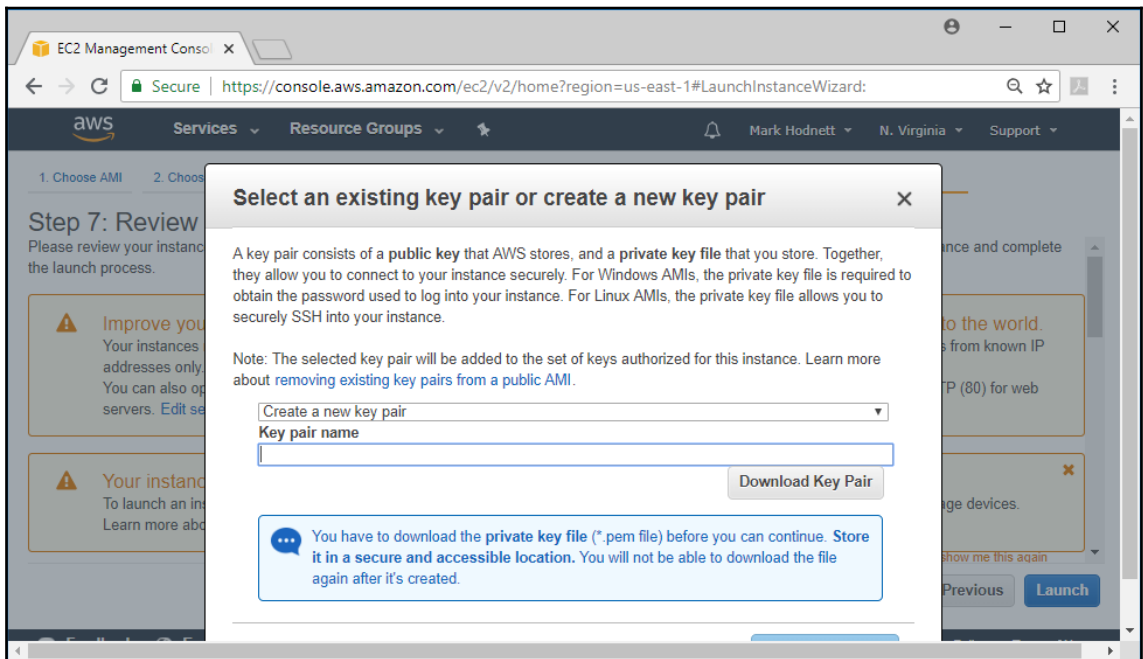 EC2 Management Consol
Secure https://console.aws.amazon.com/ec2/v2/home?region=us-east-1#LaunchInstanceWizard:
aws Services Resource Groups Mark Hodnett N. Virginia Support
1. Choose AMI 2. Choos
Select an existing key pair or create a new key pair
Step 7: Review
Please review your instanc
ance and complete
the launch process.
A key pair consists of a public key that AWS stores, and a private key file that you store. Together,
they allow you to connect to your instance securely. For Windows AMIs, the private key file is required to
obtain the password used to log into your instance. For Linux AMIs, the private key file allows you to
securely SSH into your instance.
Improve you
to the world.
Your instances
s from known IP
addresses only.
You can also op
TP (80) for web
servers. Edit se
Note: The selected key pair will be added to the set of keys authorized for this instance. Learn more
about removing existing key pairs from a public AMI.
Create a new key pair
Key pair name
Download Key Pair
Your instanc
To launch an ins
age devices.
Learn more abo
You have to download the private key file (*.pem file) before you can continue. Store
it in a secure and accessible location. You will not be able to download the file
again after it's created.
show me this again
Previous Launch